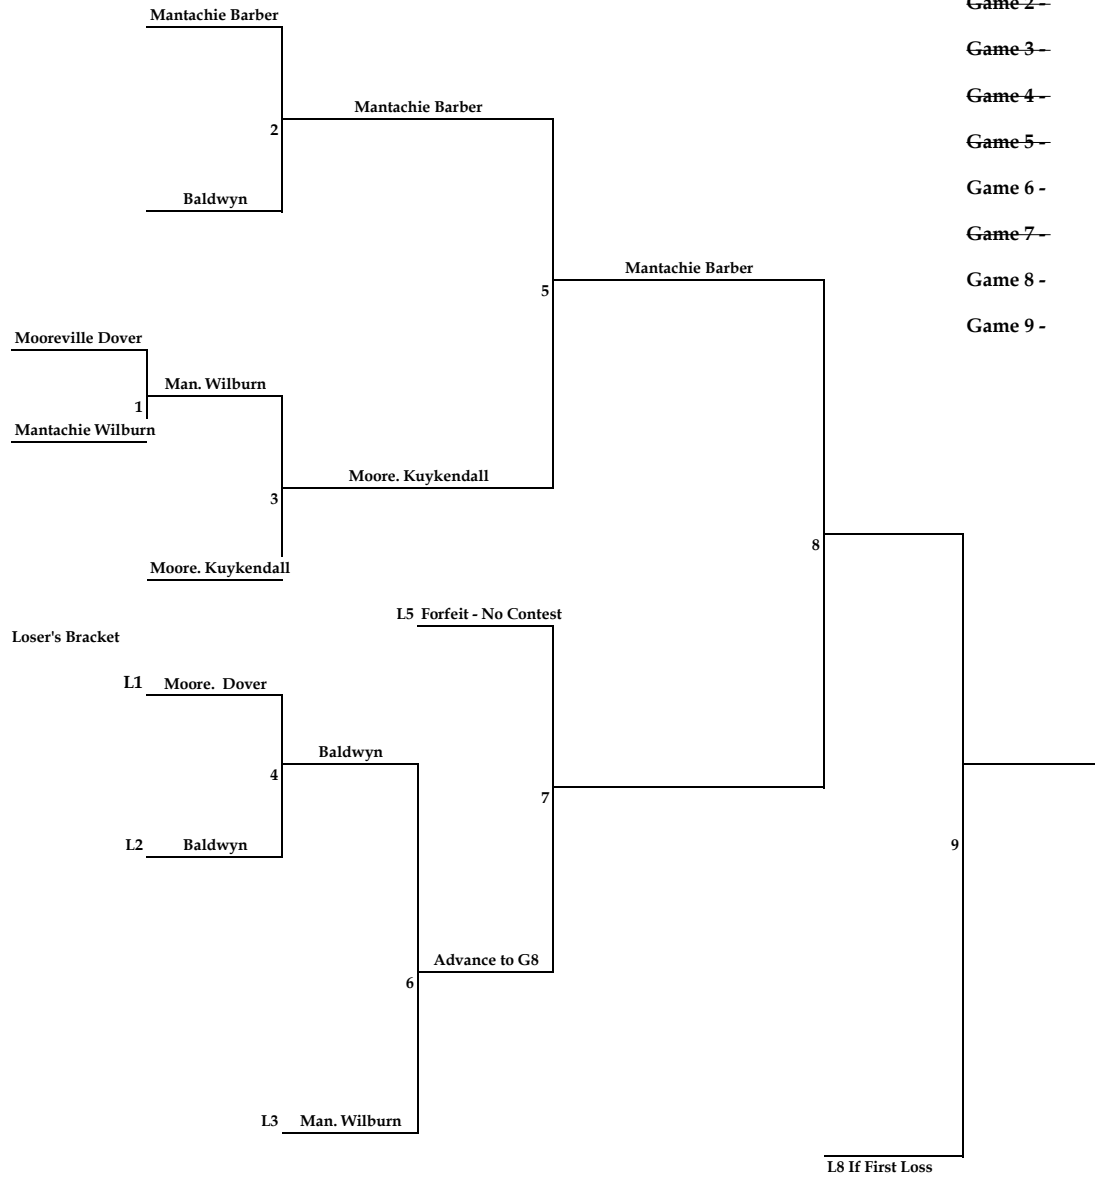 Game 2 -
Mantachie Barber
Game 3 -
Game 4 -
Mantachie Barber
2
Game 5 -
Game 6 -
Baldwyn
Game 7 -
Mantachie Barber
Game 8 -
5
Game 9 -
Mooreville Dover
Man. Wilburn
1
Mantachie Wilburn
Moore. Kuykendall
3
8
Moore. Kuykendall
L5 Forfeit - No Contest
Loser's Bracket
L1 Moore. Dover
Baldwyn
4
7
L2 Baldwyn
9
Advance to G8
6
L3 Man. Wilburn
L8 If First Loss